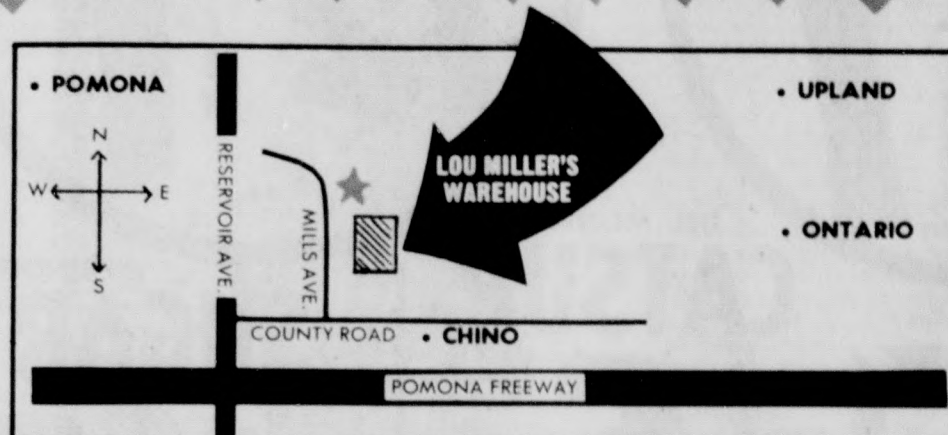 • POMONA
• UPLAND
N
W E
S
RESERVOIR AVE.
MILLS AVE.
LOU MILLER'S
WAREHOUSE
• ONTARIO
COUNTY ROAD • CHINO
POMONA FREEWAY